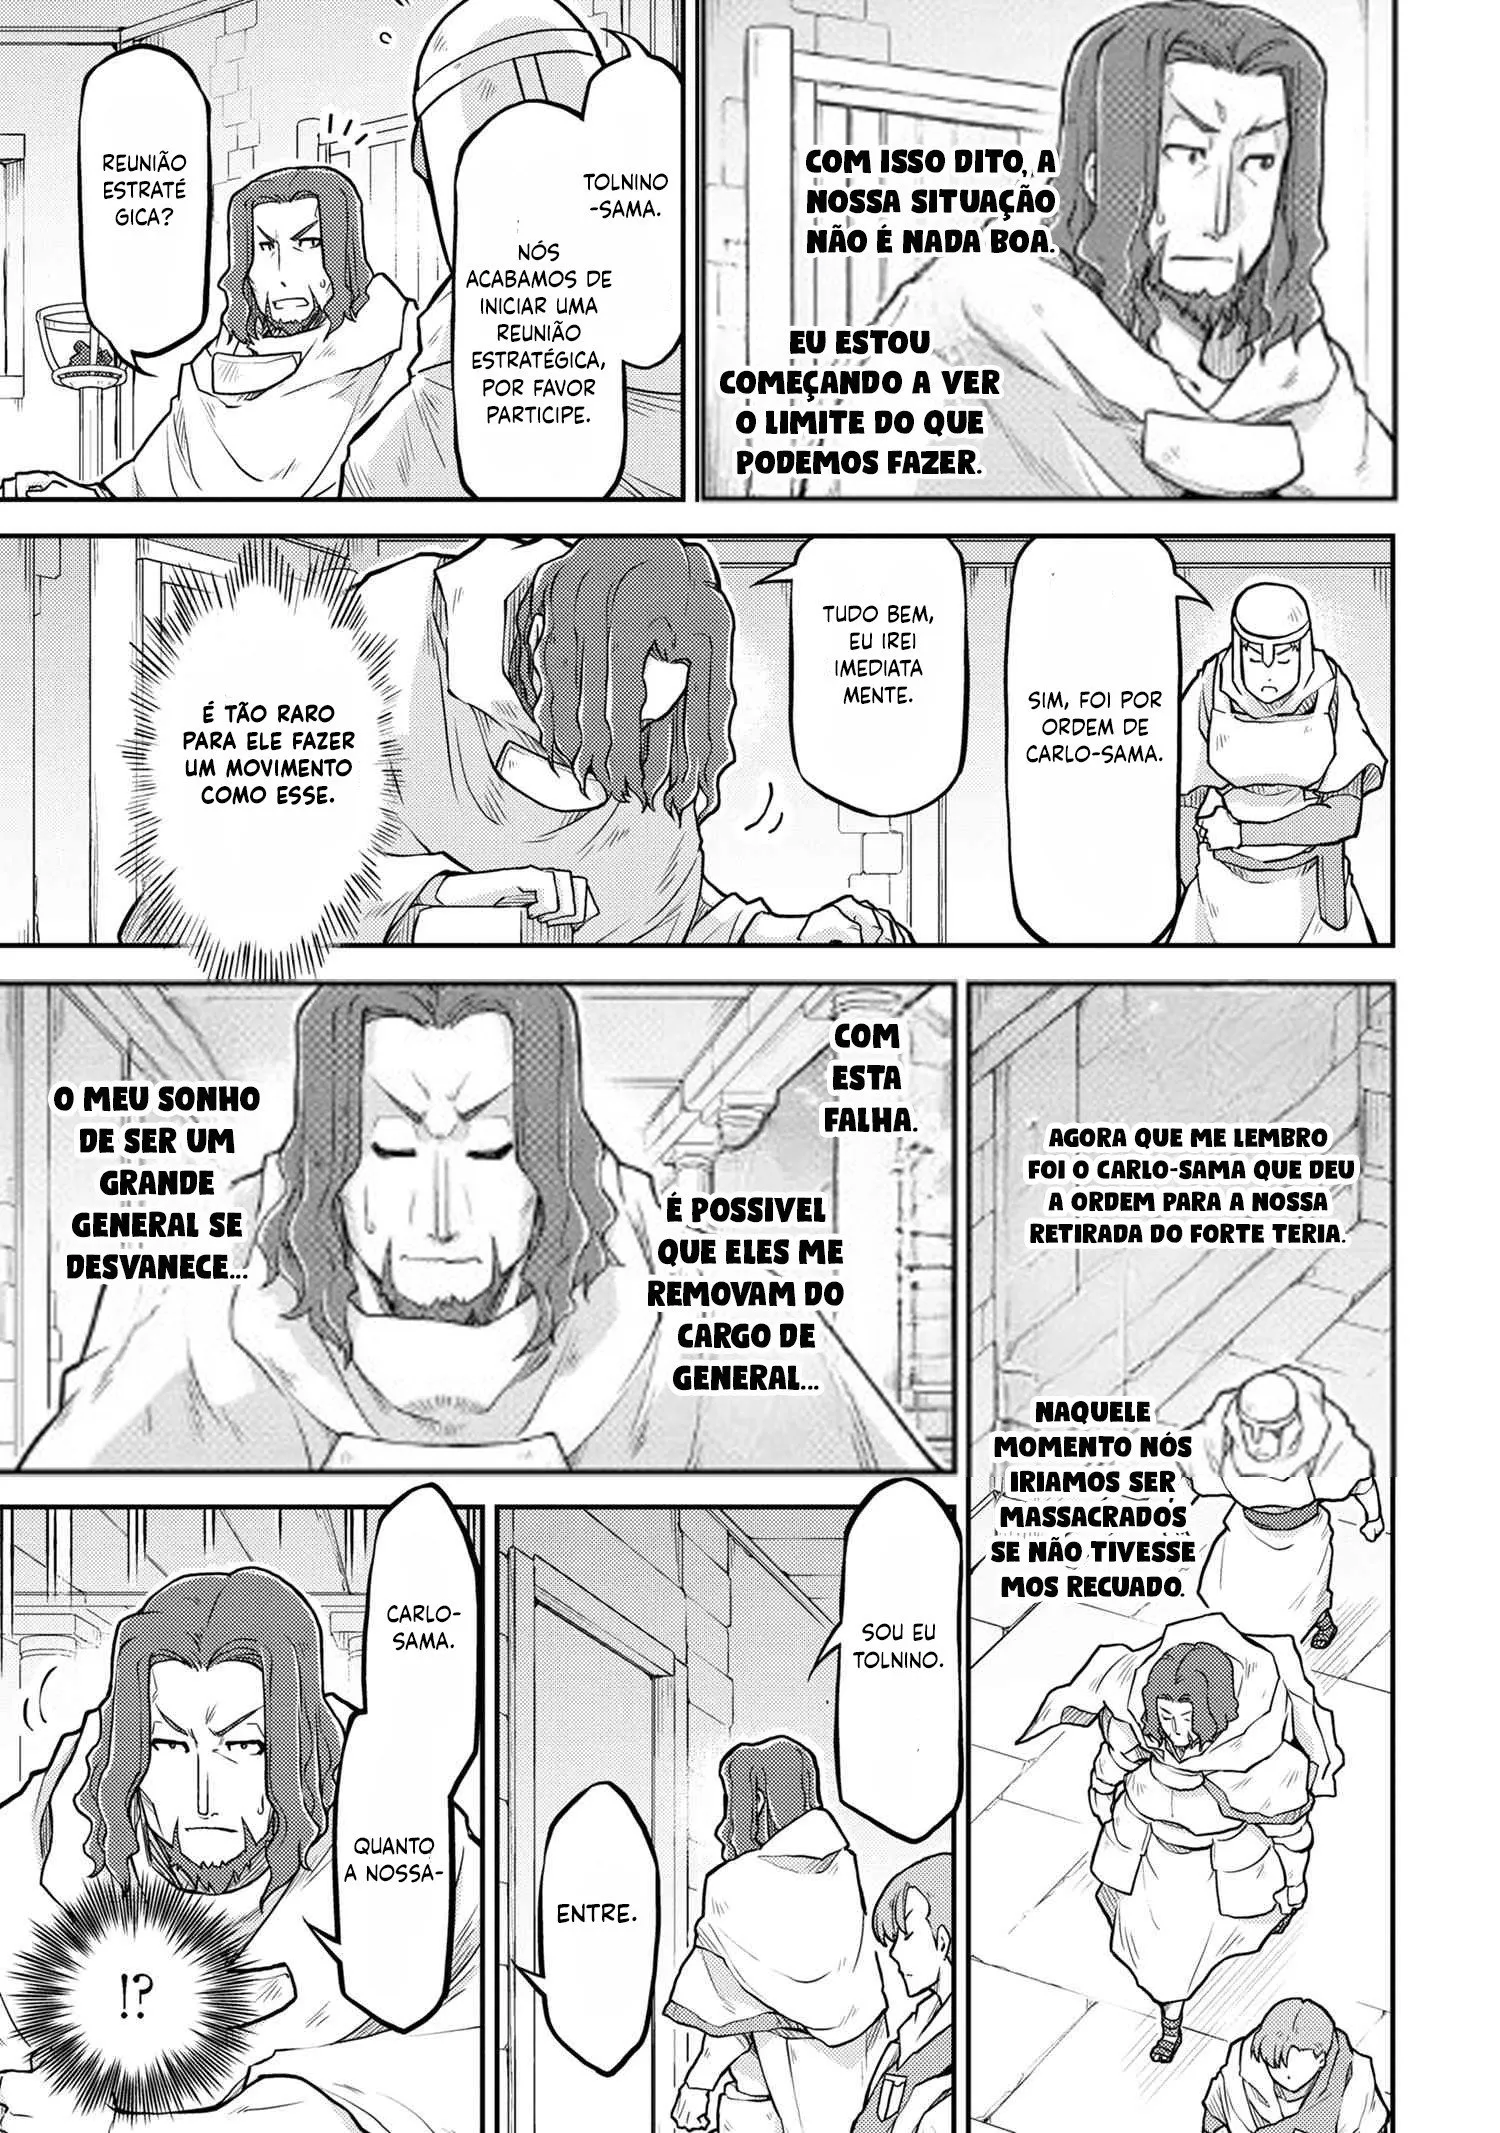 COM ISSO DITO, A
NOSSA SITUAÇÃO
NÃO É NADA BOA.
EU ESTOU
COMEÇANDO A VER
O LIMITE DO QUE
PODEMOS FAZER.
TOLNINO
-SAMA.
NÓS
ACABAMOS DE
INICIAR UMA
REUNIÃO
ESTRATÉGICA,
POR FAVOR
PARTICIPE.
REUNIÃO
ESTRATÉ
GICA?
SIM, FOI POR
ORDEM DE
CARLO-SAMA.
TUDO BEM,
EU IREI
IMEDIATA
MENTE.
É TÃO RARO
PARA ELE FAZER
UM MOVIMENTO
COMO ESSE.
AGORA QUE ME LEMBRO
FOI O CARLO-SAMA QUE DEU
A ORDEM PARA A NOSSA
RETIRADA DO FORTE TERIA.
NAQUELE
MOMENTO NÓS
IRIAMOS SER
MASSACRADOS
SE NÃO TIVESSE
MOS RECUADO.
COM
ESTA
FALHA.
É POSSIVEL
QUE ELES ME
REMOVAM DO
CARGO DE
GENERAL...
O MEU SONHO
DE SER UM
GRANDE
GENERAL SE
DESVANECE...
SOU EU
TOLNINO.
ENTRE.
CARLO-
SAMA.
QUANTO
A NOSSA-
!?